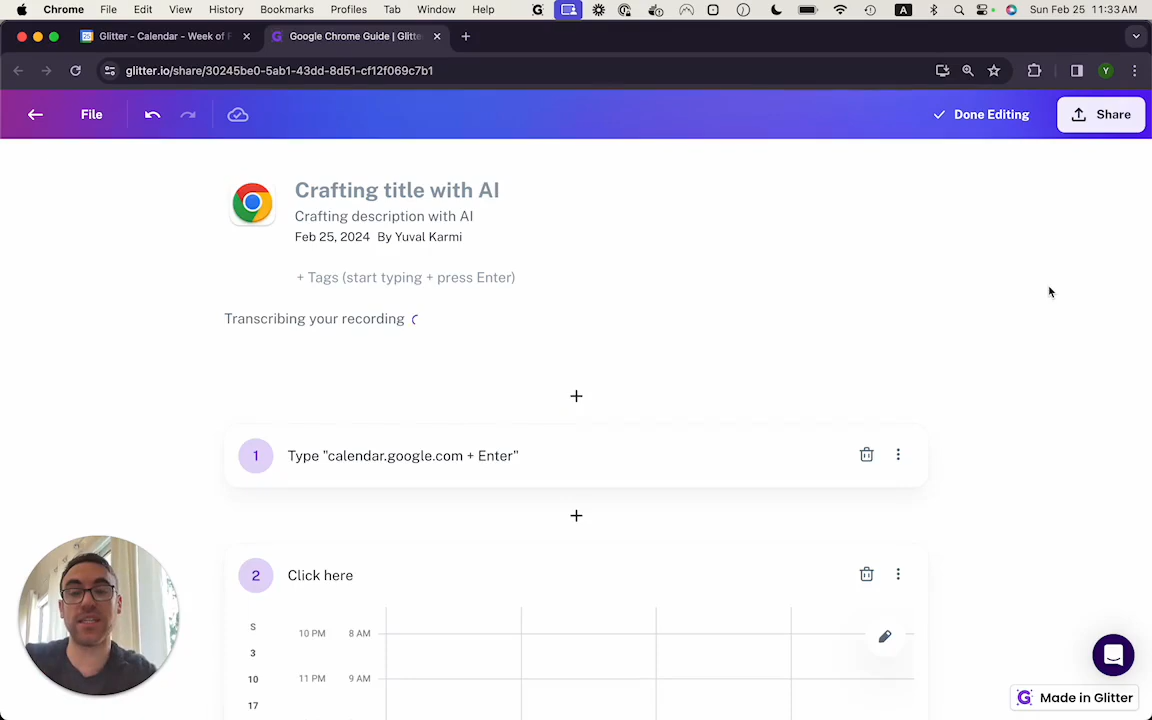 Chrome File Edit View History Bookmarks Profiles Tab Window Help A Sun Feb 25 11:33 AM
25 Glitter - Calendar - Week of F Google Chrome Guide | Glitte
glitter.io/share/30245be0-5ab1-43dd-8d51-cf12f069c7b1 Y
File Done Editing Share
Crafting title with AI
Crafting description with AI
Feb 25, 2024 By Yuval Karmi
+ Tags (start typing + press Enter)
Transcribing your recording
+
1 Type "calendar.google.com + Enter"
+
2 Click here
S 10 PM 8 AM
3
10 11 PM 9 AM
17
G Made in Glitter